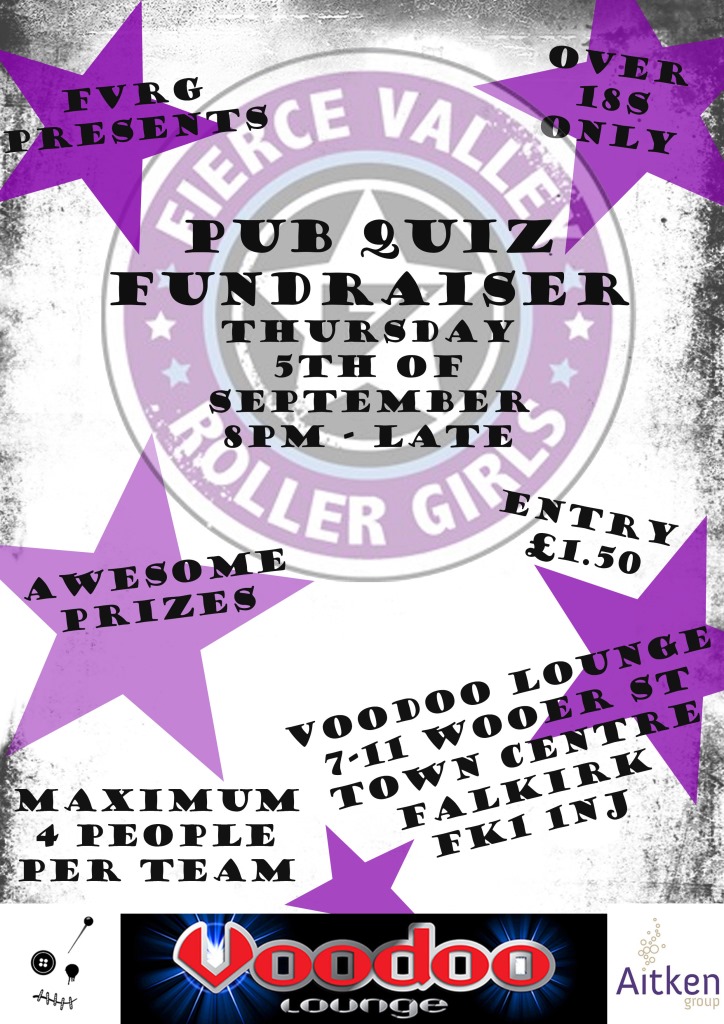 FVRG
PRESENTS
OVER
18S
ONLY
FIERCE VALLEY
PUB QUIZ
FUNDRAISER
THURSDAY
5TH OF
SEPTEMBER
8PM - LATE
ROLLER GIRLS
ENTRY
£1.50
AWESOME
PRIZES
VOODOO LOUNGE
7-11 WOOER ST
TOWN CENTRE
FALKIRK
FK1 1NJ
MAXIMUM
4 PEOPLE
PER TEAM
Voodoo
LOUNGE
Aitken
group